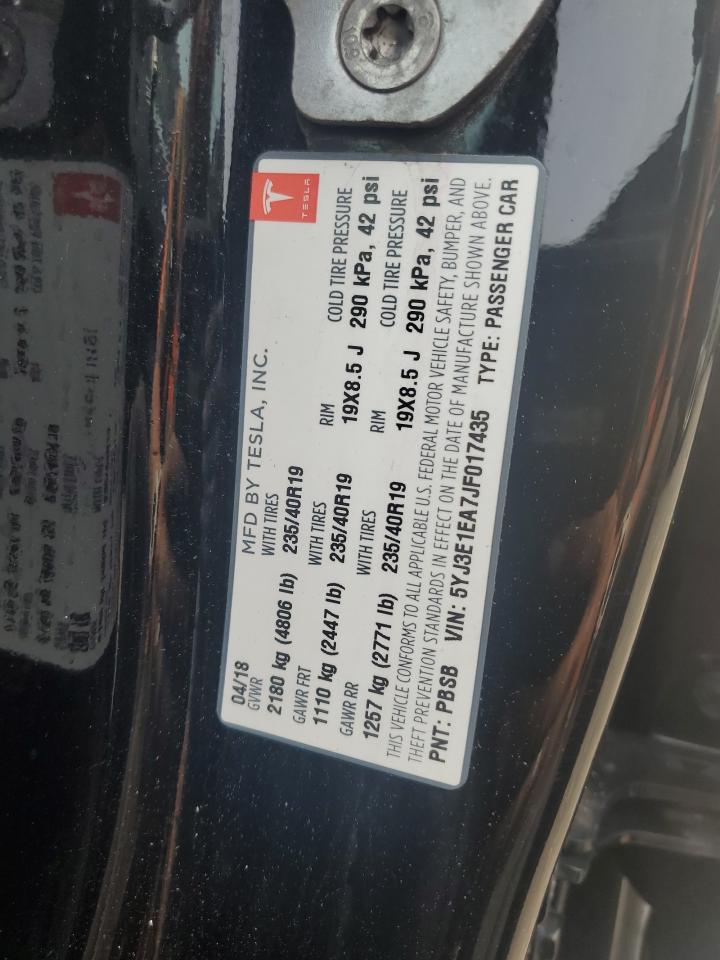 TESLA
04/18 MFD BY TESLA, INC.
GVWR WITH TIRES RIM COLD TIRE PRESSURE
2180 kg (4806 lb) 235/40R19 19X8.5 J 290 kPa, 42 psi
GAWR FRT WITH TIRES RIM COLD TIRE PRESSURE
1110 kg (2447 lb) 235/40R19 19X8.5 J 290 kPa, 42 psi
GAWR RR WITH TIRES
1257 kg (2771 lb) 235/40R19
THIS VEHICLE CONFORMS TO ALL APPLICABLE U.S. FEDERAL MOTOR VEHICLE SAFETY, BUMPER, AND
THEFT PREVENTION STANDARDS IN EFFECT ON THE DATE OF MANUFACTURE SHOWN ABOVE.
PNT: PBSB VIN: 5YJ3E1EA7JF017435 TYPE: PASSENGER CAR